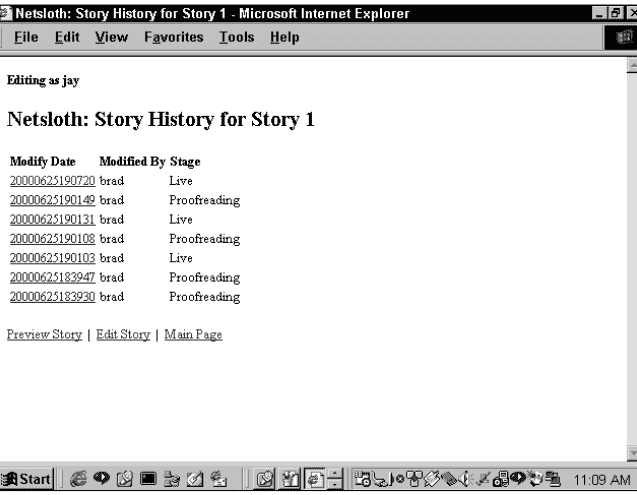 Netsloth: Story History for Story 1 - Microsoft Internet Explorer
File Edit View Favorites Tools Help
Editing as jay
Netsloth: Story History for Story 1
Modify Date Modified By Stage
20000625190720 brad Live
20000625190149 brad Proofreading
20000625190131 brad Live
20000625190108 brad Proofreading
20000625190103 brad Live
20000625183947 brad Proofreading
20000625183930 brad Proofreading
Preview Story | Edit Story | Main Page
Start 11:09 AM